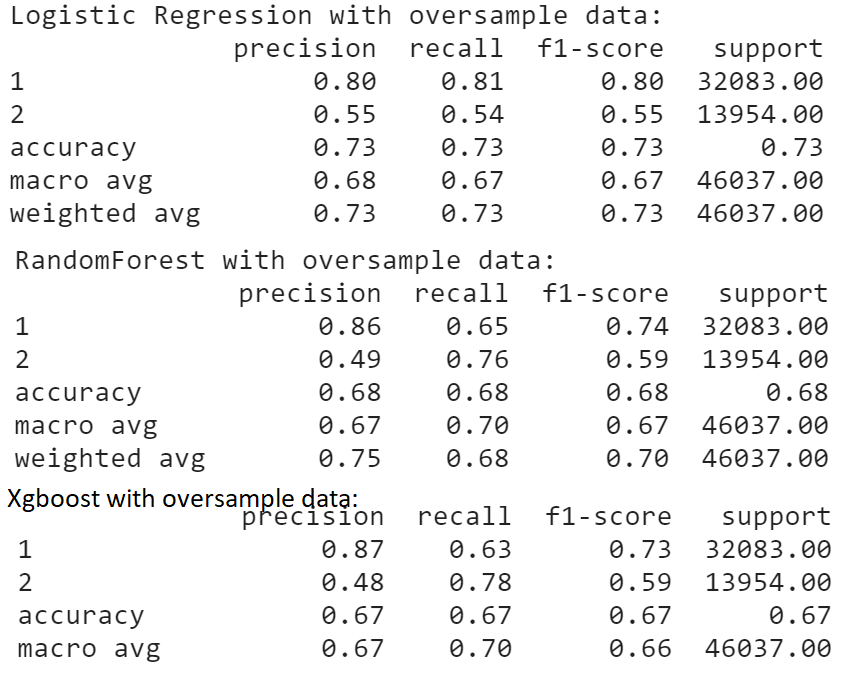 Logistic Regression with oversample data:
precision recall f1-score support
1 0.80 0.81 0.80 32083.00
2 0.55 0.54 0.55 13954.00
accuracy 0.73 0.73 0.73 0.73
macro avg 0.68 0.67 0.67 46037.00
weighted avg 0.73 0.73 0.73 46037.00
RandomForest with oversample data:
precision recall f1-score support
1 0.86 0.65 0.74 32083.00
2 0.49 0.76 0.59 13954.00
accuracy 0.68 0.68 0.68 0.68
macro avg 0.67 0.70 0.67 46037.00
weighted avg 0.75 0.68 0.70 46037.00
Xgboost with oversample data:
precision recall f1-score support
1 0.87 0.63 0.73 32083.00
2 0.48 0.78 0.59 13954.00
accuracy 0.67 0.67 0.67 0.67
macro avg 0.67 0.70 0.66 46037.00